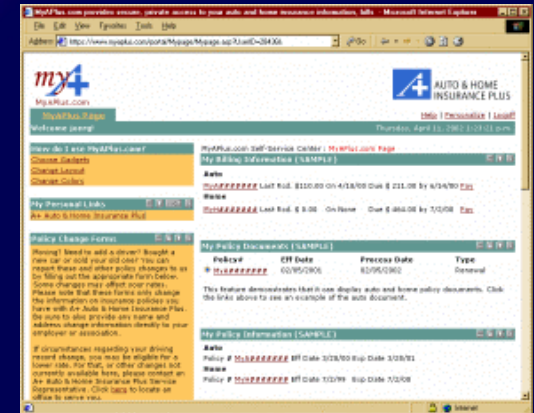 MyAPlus.com provides secure, private access to your auto and home insurance information, bills - Microsoft Internet Explorer
File Edit View Favorites Tools Help
Address
Go
my A+
MyAPlus.com
AUTO & HOME
INSURANCE PLUS
MyAPlus Page
Help | Personalize | Logoff
Welcome jaeng!
Thursday, April 11, 2002 1:23:21 p.m.
How do I use MyAPlus.com?
Choose Gadgets
Change Layout
Change Colors
My Personal Links
A+ Auto & Home Insurance Plus
Policy Change Forms
Moving? Need to add a driver? Bought a
new car or sold your old one? You can
report these and other policy changes to us
by filling out the appropriate form below.
Some changes may affect your rates.
Please note that these forms only change
the information on insurance policies you
have with A+ Auto & Home Insurance Plus.
Be sure to also provide any name and
address change information directly to your
employer or association.
If circumstances regarding your driving
record change, you may be eligible for a
lower rate. For that, or other changes not
currently available here, please contact an
A+ Auto & Home Insurance Plus Service
Representative. Click here to locate an
office to serve you.
MyAPlus.com Self-Service Center : MyAPlus.com Page
My Billing Information (SAMPLE)
Auto
Last Rcd. $110.00 On 4/18/00 Due $ 211.00 by 6/14/00 Pay
Home
Last Rcd. $ 0.00 On None Due $ 464.00 by 7/2/00 Pay
My Policy Documents (SAMPLE)
Policy# Eff Date Process Date Type
02/05/2001 02/05/2002 Renewal
This feature demonstrates that it can display auto and home policy documents. Click
the links above to see an example of the auto document.
My Policy Information (SAMPLE)
Auto
Policy # Eff Date 3/28/00 Exp Date 3/28/01
Home
Policy # Eff Date 7/2/99 Exp Date 7/2/00
Internet